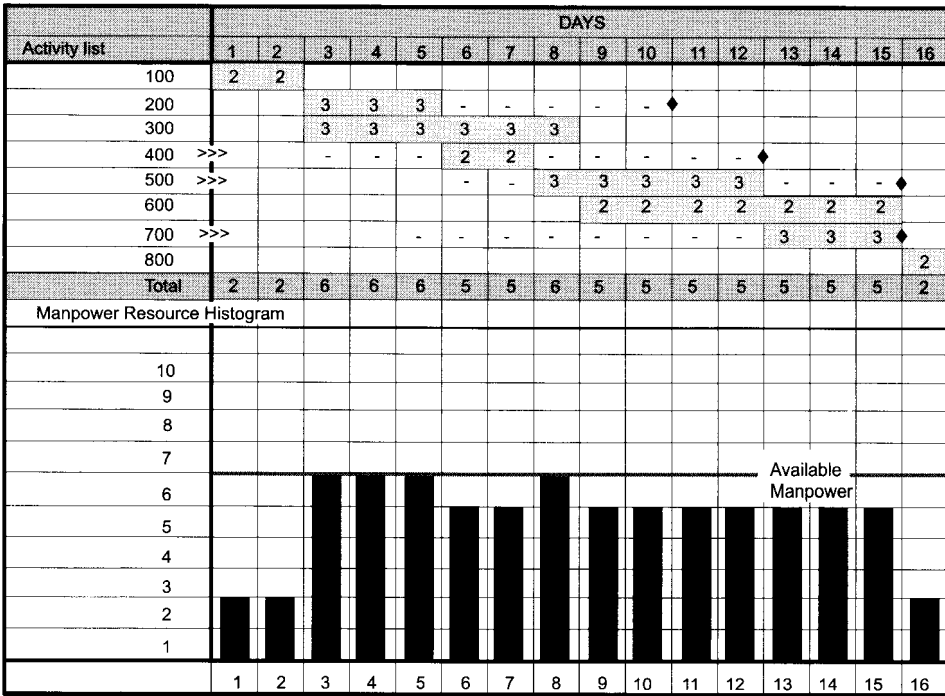 DAYS
Activity list 1 2 3 4 5 6 7 8 9 10 11 12 13 14 15 16
100 2 2
200 3 3 3 - - - - - ♦
300 3 3 3 3 3 3
400 >>> - - - 2 2 - - - - - ♦
500 >>> - - 3 3 3 3 3 - - - ♦
600 2 2 2 2 2 2 2
700 >>> - - - - - - - - 3 3 3 ♦
800 2
Total 2 2 6 6 6 5 5 6 5 5 5 5 5 5 5 2
Manpower Resource Histogram
10
9
8
7
Available
Manpower
6
5
4
3
2
1
1 2 3 4 5 6 7 8 9 10 11 12 13 14 15 16